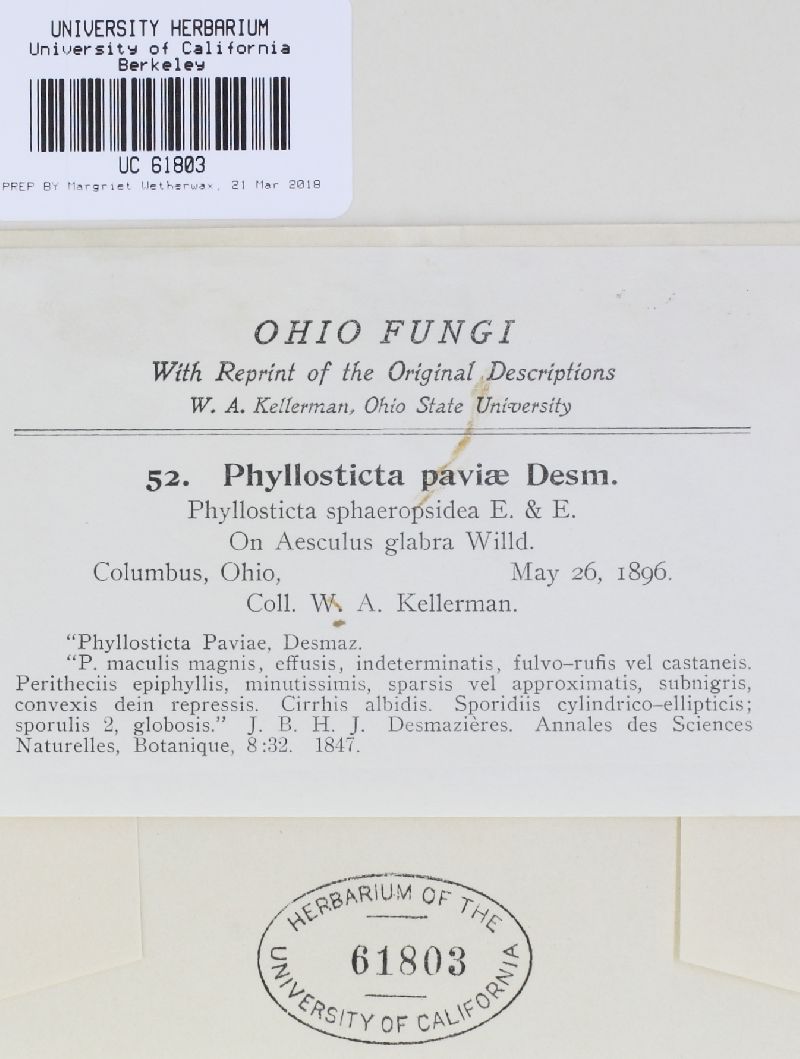 UNIVERSITY HERBARIUM
University of California
Berkeley
UC 61803
PREP BY Margriet Wetherwax, 21 Mar 2018
OHIO FUNGI
With Reprint of the Original Descriptions
W. A. Kellerman, Ohio State University
52. Phyllosticta paviæ Desm.
Phyllosticta sphaeropsidea E. & E.
On Aesculus glabra Willd.
Columbus, Ohio, May 26, 1896.
Coll. W. A. Kellerman.
“Phyllosticta Paviae, Desmaz.
“P. maculis magnis, effusis, indeterminatis, fulvo–rufis vel castaneis.
Peritheciis epiphyllis, minutissimis, sparsis vel approximatis, subnigris,
convexis dein repressis. Cirrhis albidis. Sporidiis cylindrico–ellipticis;
sporulis 2, globosis.” J. B. H. J. Desmazières. Annales des Sciences
Naturelles, Botanique, 8:32. 1847.
HERBARIUM OF THE
61803
UNIVERSITY OF CALIFORNIA